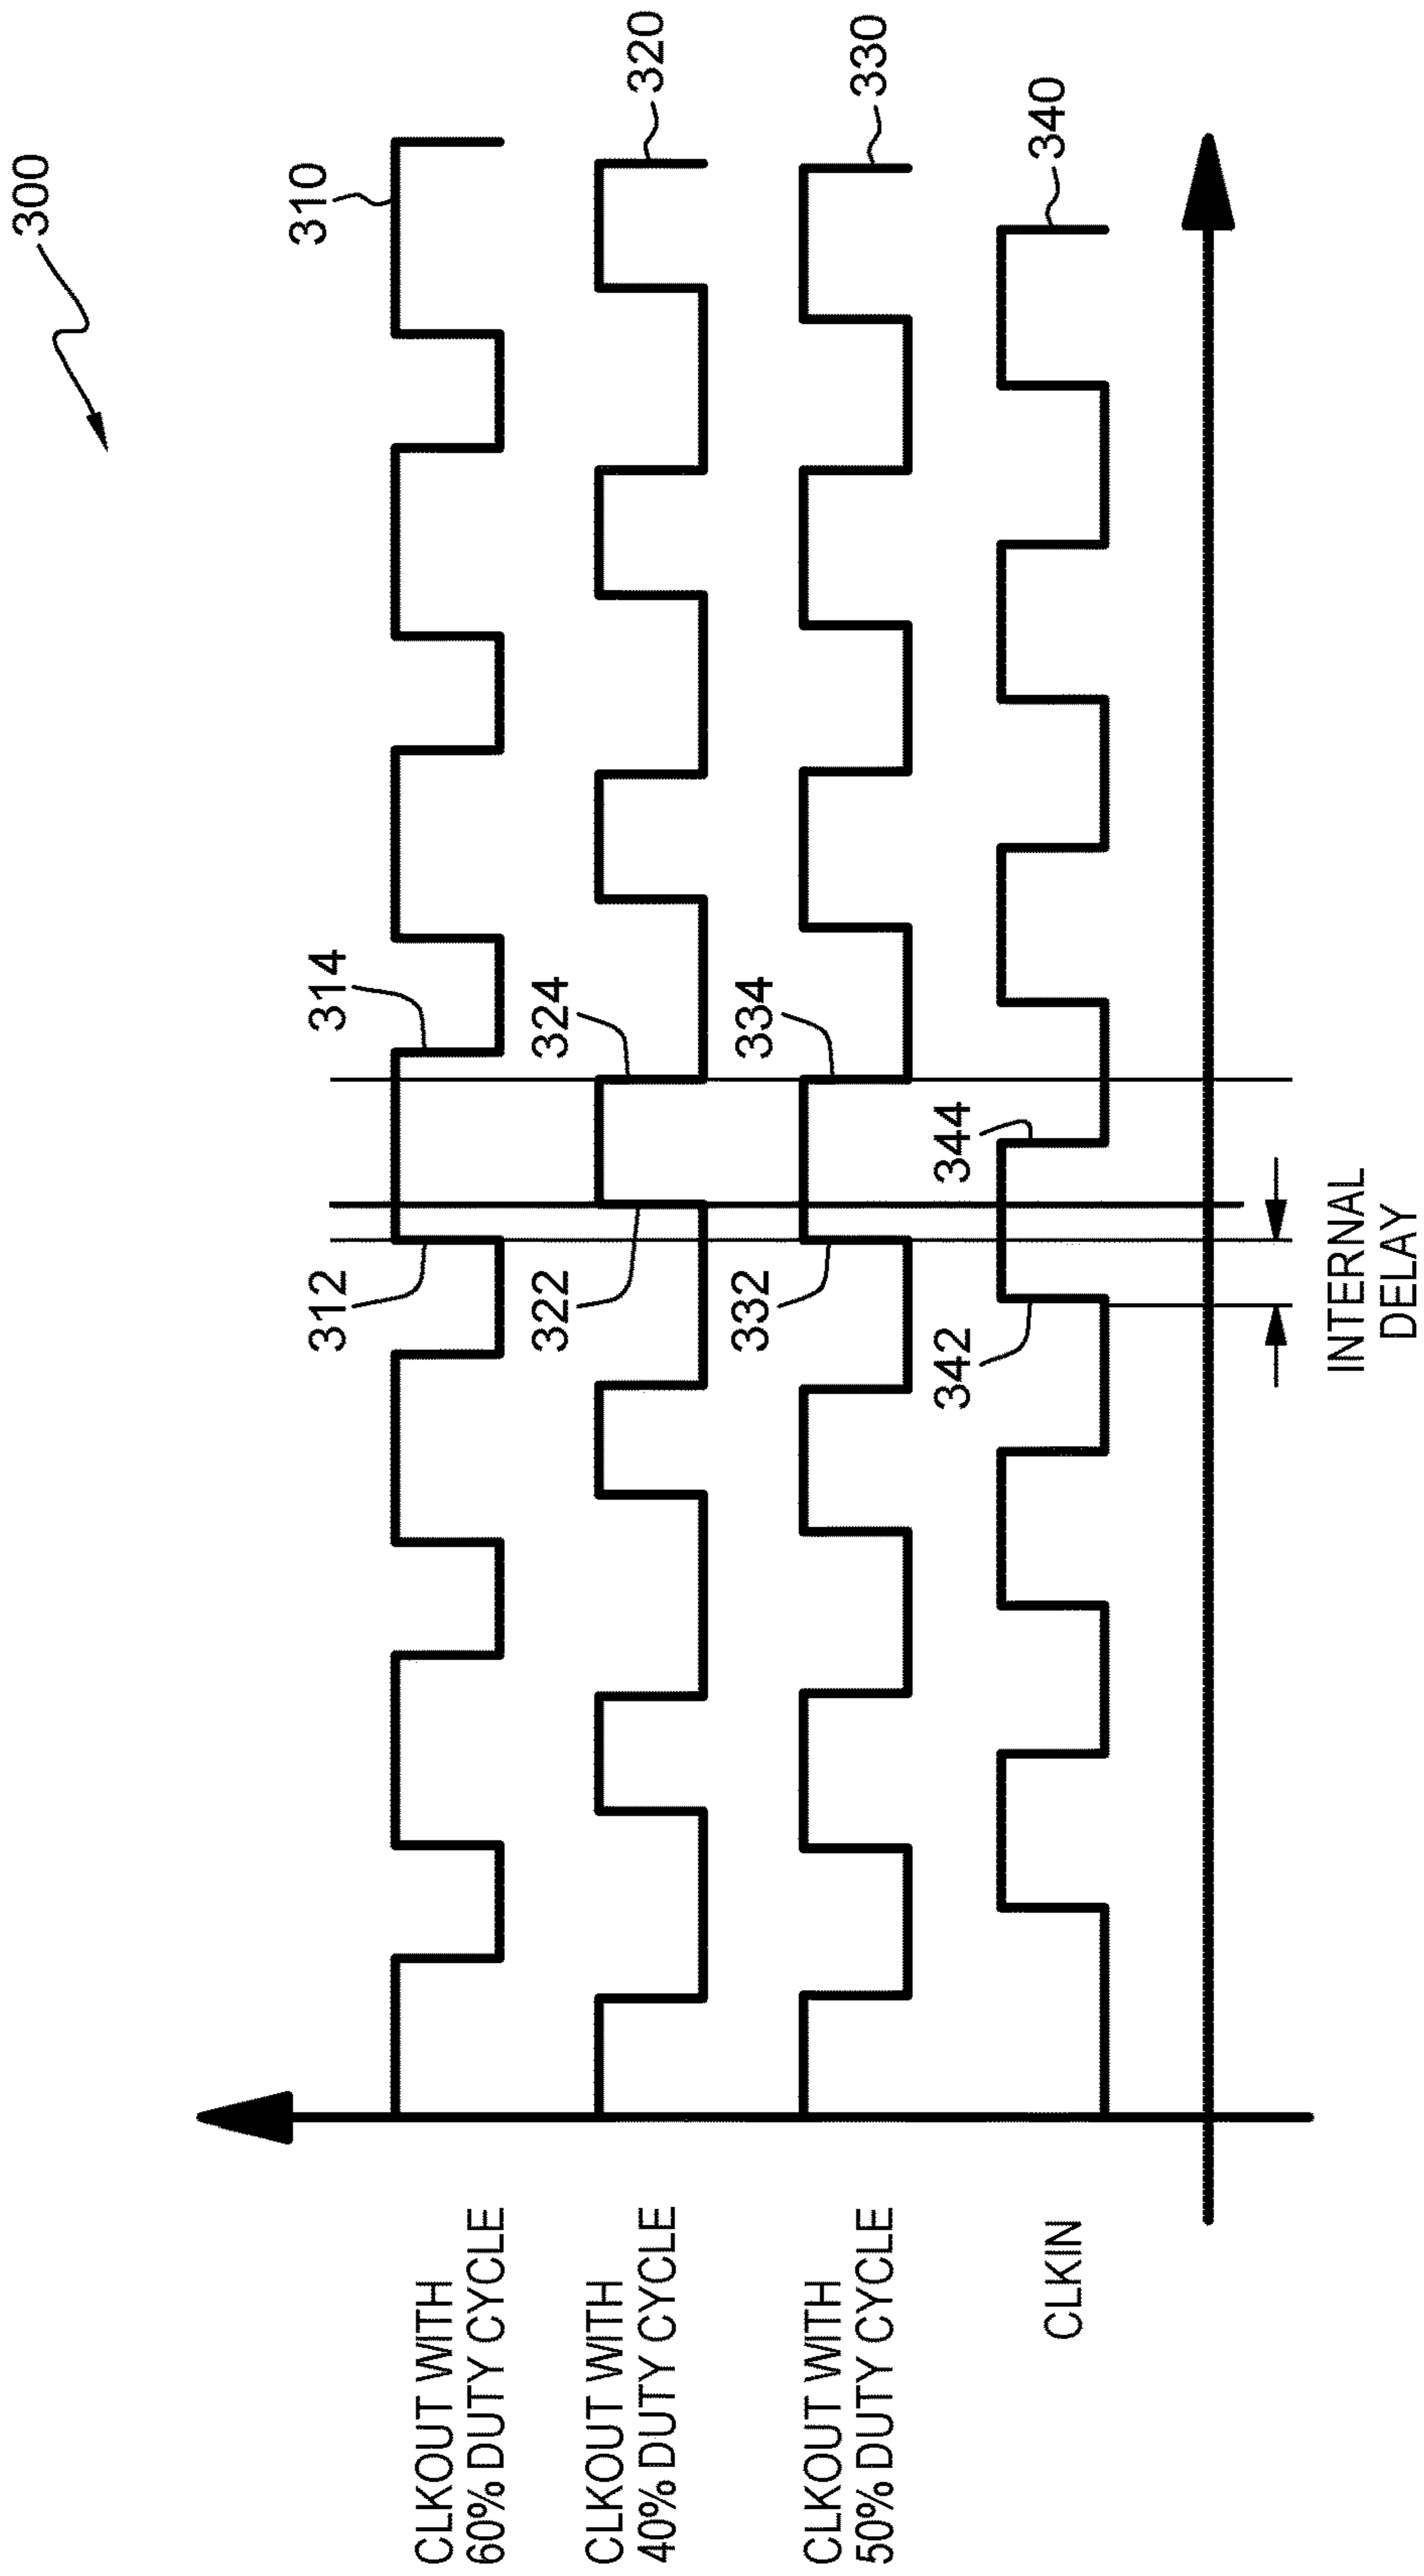 300
CLKOUT WITH
60% DUTY CYCLE
312
314
310
CLKOUT WITH
40% DUTY CYCLE
322
324
320
CLKOUT WITH
50% DUTY CYCLE
332
334
330
CLKIN
342
344
340
INTERNAL
DELAY